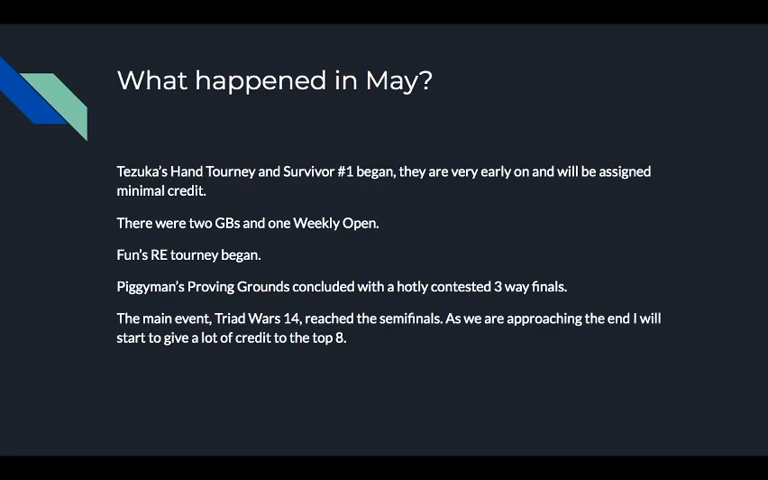 What happened in May?
Tezuka's Hand Tourney and Survivor #1 began, they are very early on and will be assigned
minimal credit.
There were two GBs and one Weekly Open.
Fun's RE tourney began.
Piggyman's Proving Grounds concluded with a hotly contested 3 way finals.
The main event, Triad Wars 14, reached the semifinals. As we are approaching the end I will
start to give a lot of credit to the top 8.